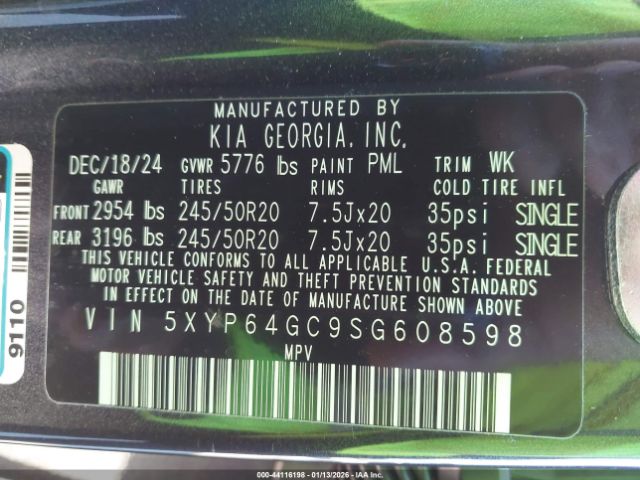 MANUFACTURED BY
KIA GEORGIA, INC.
DEC/18/24 GVWR 5776 lbs PAINT PML TRIM WK
GAWR TIRES RIMS COLD TIRE INFL
FRONT 2954 lbs 245/50R20 7.5Jx20 35psi SINGLE
REAR 3196 lbs 245/50R20 7.5Jx20 35psi SINGLE
THIS VEHICLE CONFORMS TO ALL APPLICABLE U.S.A. FEDERAL
MOTOR VEHICLE SAFETY AND THEFT PREVENTION STANDARDS
IN EFFECT ON THE DATE OF MANUFACTURE SHOWN ABOVE.
VIN 5XYP64GC9SG608598
MPV
9110
000-44116198 - 01/13/2026 - COPART